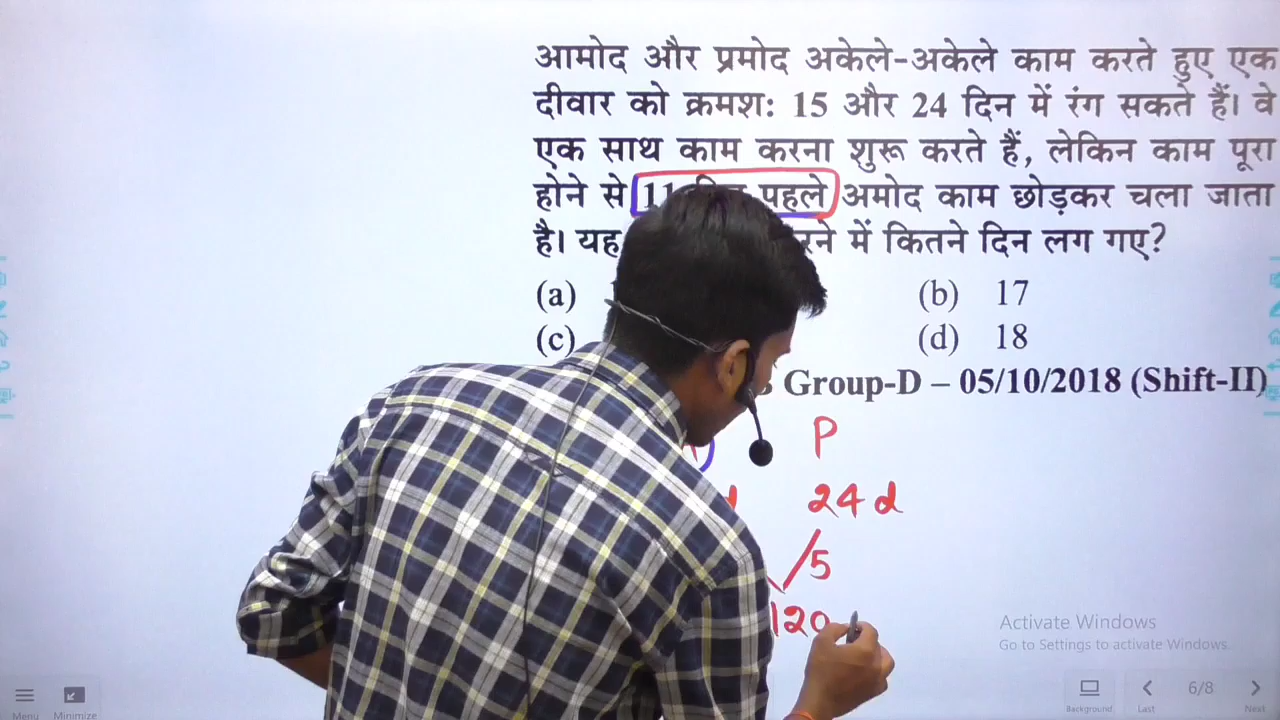 आमोद और प्रमोद अकेले-अकेले काम करते हुए एक
दीवार को क्रमश: 15 और 24 दिन में रंग सकते हैं। वे
एक साथ काम करना शुरू करते हैं, लेकिन काम पूरा
होने से 11 पहले अमोद काम छोड़कर चला जाता
है। यह में कितने दिन लग गए?
(a) (b) 17
(c) (d) 18
Group-D – 05/10/2018 (Shift-II)
P
24 d
5
120
Activate Windows
Go to Settings to activate Windows.
Menu Minimize Background Last 6/8 Next